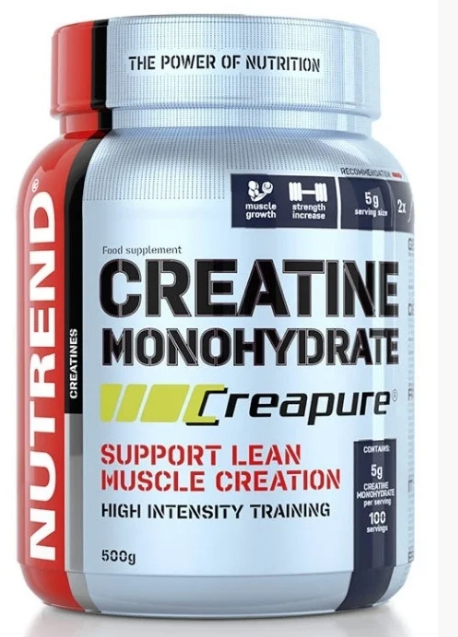 THE POWER OF NUTRITION
RECOMMENDATION
muscle growth
strength increase
5g
serving size
2x
Food supplement
CREATINE
MONOHYDRATE
Creapure®
SUPPORT LEAN
MUSCLE CREATION
HIGH INTENSITY TRAINING
500g
CONTAINS:
5g
CREATINE
MONOHYDRATE
per serving
100
servings
NUTREND®
CREATINES